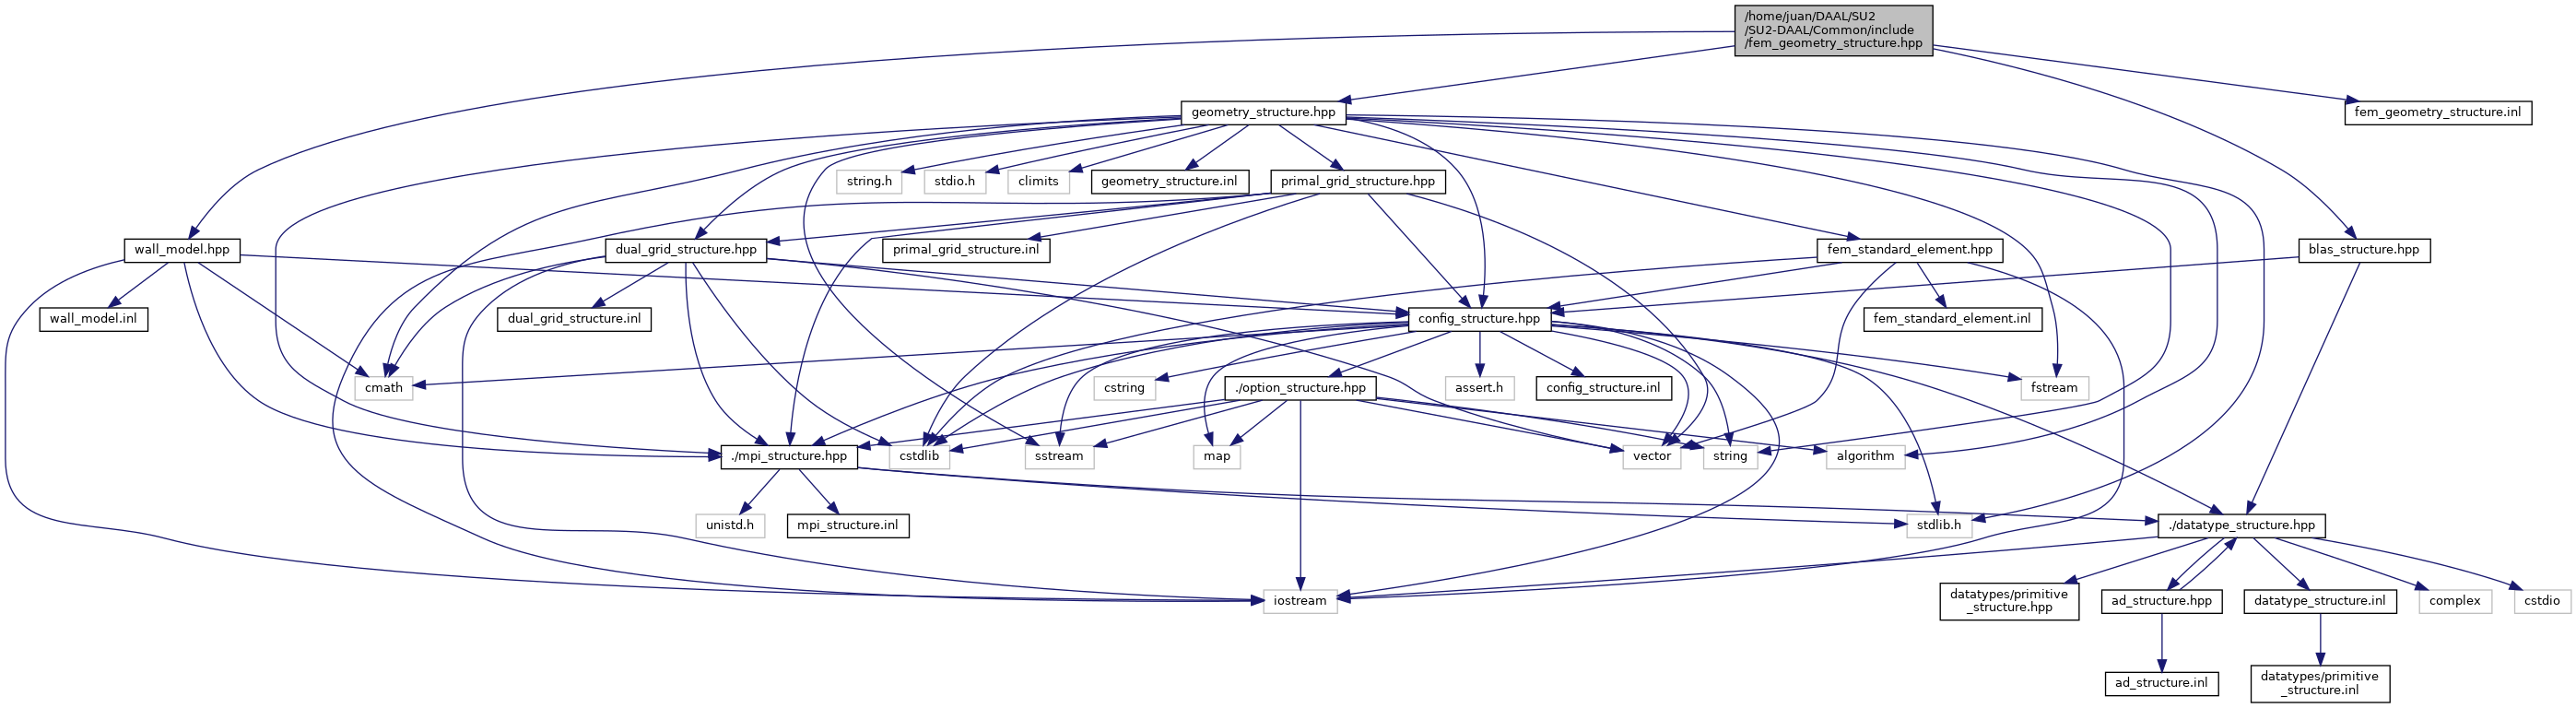 /home/juan/DAAL/SU2
/SU2-DAAL/Common/include
/fem_geometry_structure.hpp
geometry_structure.hpp
fem_geometry_structure.inl
string.h
stdio.h
climits
geometry_structure.inl
primal_grid_structure.hpp
wall_model.hpp
dual_grid_structure.hpp
primal_grid_structure.inl
fem_standard_element.hpp
blas_structure.hpp
wall_model.inl
dual_grid_structure.inl
config_structure.hpp
fem_standard_element.inl
cmath
cstring
./option_structure.hpp
assert.h
config_structure.inl
fstream
./mpi_structure.hpp
cstdlib
sstream
map
vector
string
algorithm
unistd.h
mpi_structure.inl
stdlib.h
./datatype_structure.hpp
iostream
datatypes/primitive
_structure.hpp
ad_structure.hpp
datatype_structure.inl
complex
cstdio
ad_structure.inl
datatypes/primitive
_structure.inl